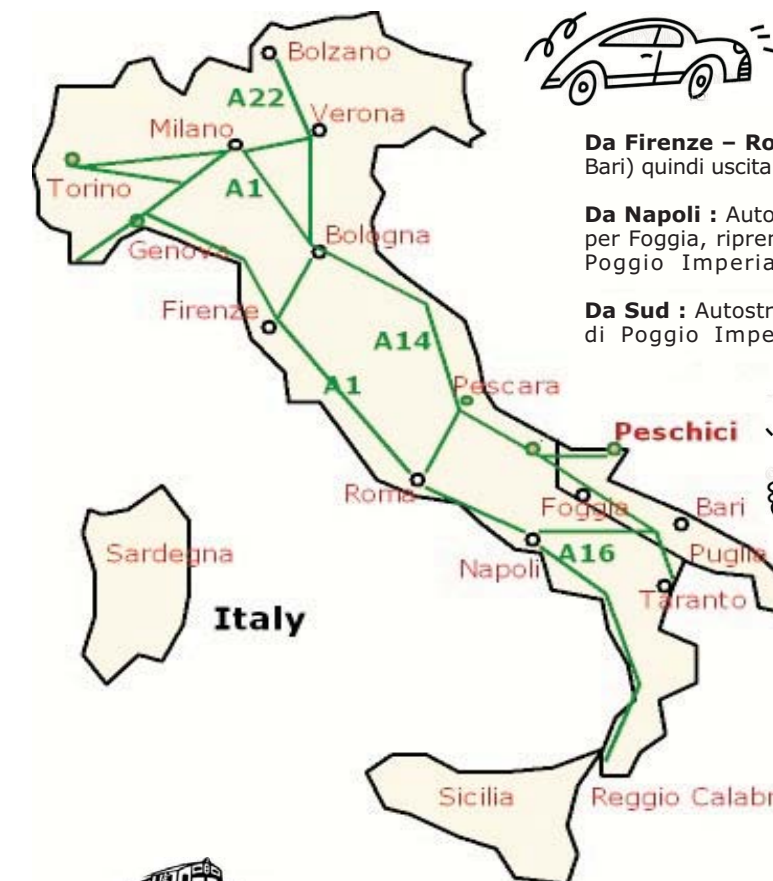 Bolzano
A22
Verona
Milano
Torino
A1
Genova
Bologna
Firenze
A14
A1
Pescara
Peschici
Roma
Foggia
Bari
Napoli
A16
Puglia
Taranto
Sardegna
Italy
Sicilia
Reggio Calabr
Da Firenze – Ro
Bari) quindi uscita
Da Napoli : Auto
per Foggia, ripren
Poggio Imperia
Da Sud : Autostr
di Poggio Impe